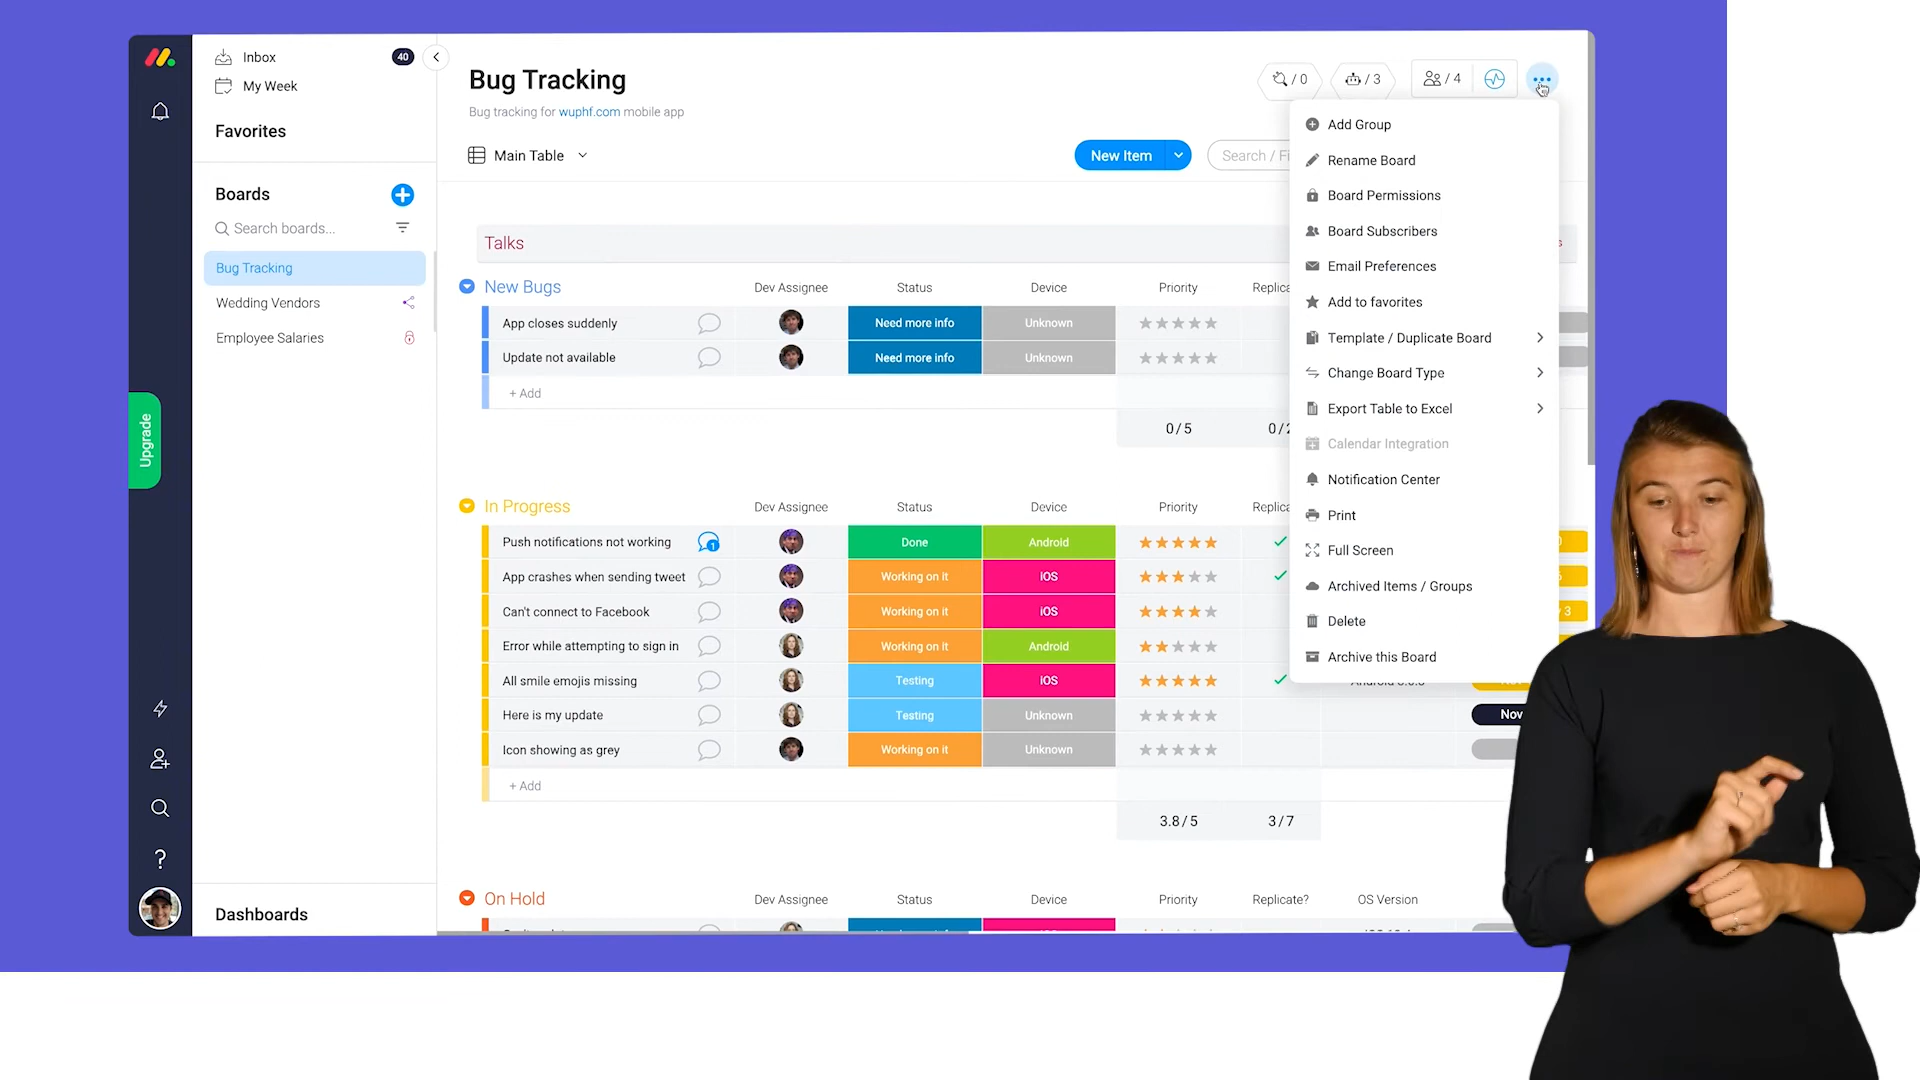 Inbox
40
My Week
Favorites
Boards
Search boards...
Bug Tracking
Wedding Vendors
Employee Salaries
Upgrade
?
Dashboards
Bug Tracking
Bug tracking for wuphf.com mobile app
/ 0
/ 3
/ 4
Main Table
New Item
Search /
Add Group
Rename Board
Board Permissions
Board Subscribers
Email Preferences
Add to favorites
Template / Duplicate Board
Change Board Type
Export Table to Excel
Calendar Integration
Notification Center
Print
Full Screen
Archived Items / Groups
Delete
Archive this Board
Talks
New Bugs Dev Assignee Status Device Priority
App closes suddenly Need more info Unknown
Update not available Need more info Unknown
+ Add
0 / 5 0 /
In Progress Dev Assignee Status Device Priority
Push notifications not working 1 Done Android
App crashes when sending tweet Working on it iOS
Can't connect to Facebook Working on it iOS
/ 3
Error while attempting to sign in Working on it Android
All smile emojis missing Testing iOS
Here is my update Testing Unknown
Nov
Icon showing as grey Working on it Unknown
+ Add
3.8 / 5 3 / 7
On Hold Dev Assignee Status Device Priority Replicate? OS Version